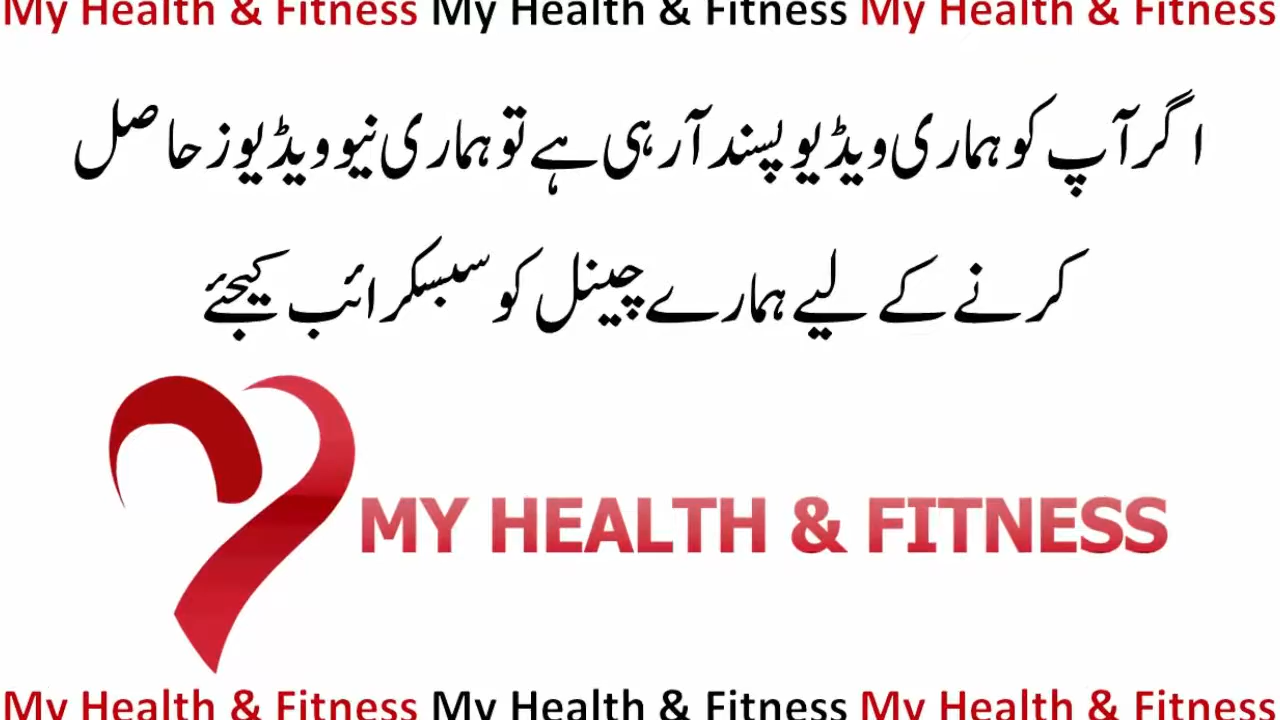 My Health & Fitness My Health & Fitness My Health & Fitness
اگر آپ کو ہماری ویڈیو پسند آرہی ہے تو ہماری نیو ویڈیوز حاصل
کرنے کے لیے ہمارے چینل کو سبسکرائب کیجئے
MY HEALTH & FITNESS
My Health & Fitness My Health & Fitness My Health & Fitness